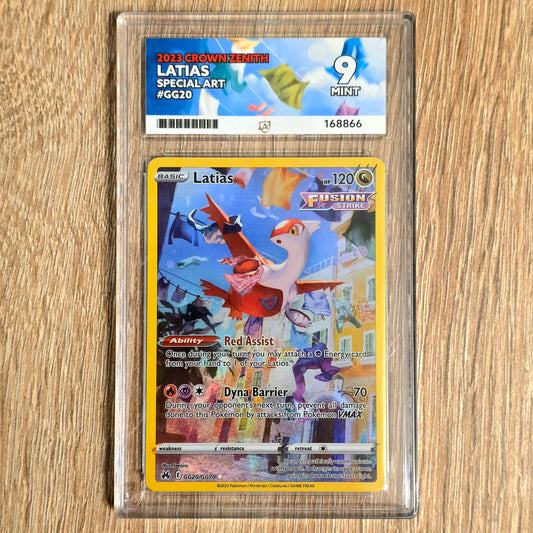 2023 CROWN ZENITH
LATIAS
SPECIAL ART
#GG20
9
MINT
168866
BASIC
Latias
HP 120
FUSION
STRIKE
Ability
Red Assist
Once during your turn, you may attach a Energy card
from your hand to 1 of your Latios.
Dyna Barrier
70
During your opponent's next turn, prevent all damage
done to this Pokémon by attacks from Pokémon VMAX.
weakness
resistance
retreat
GG20/GG70
©2023 Pokémon / Nintendo / Creatures / GAME FREAK